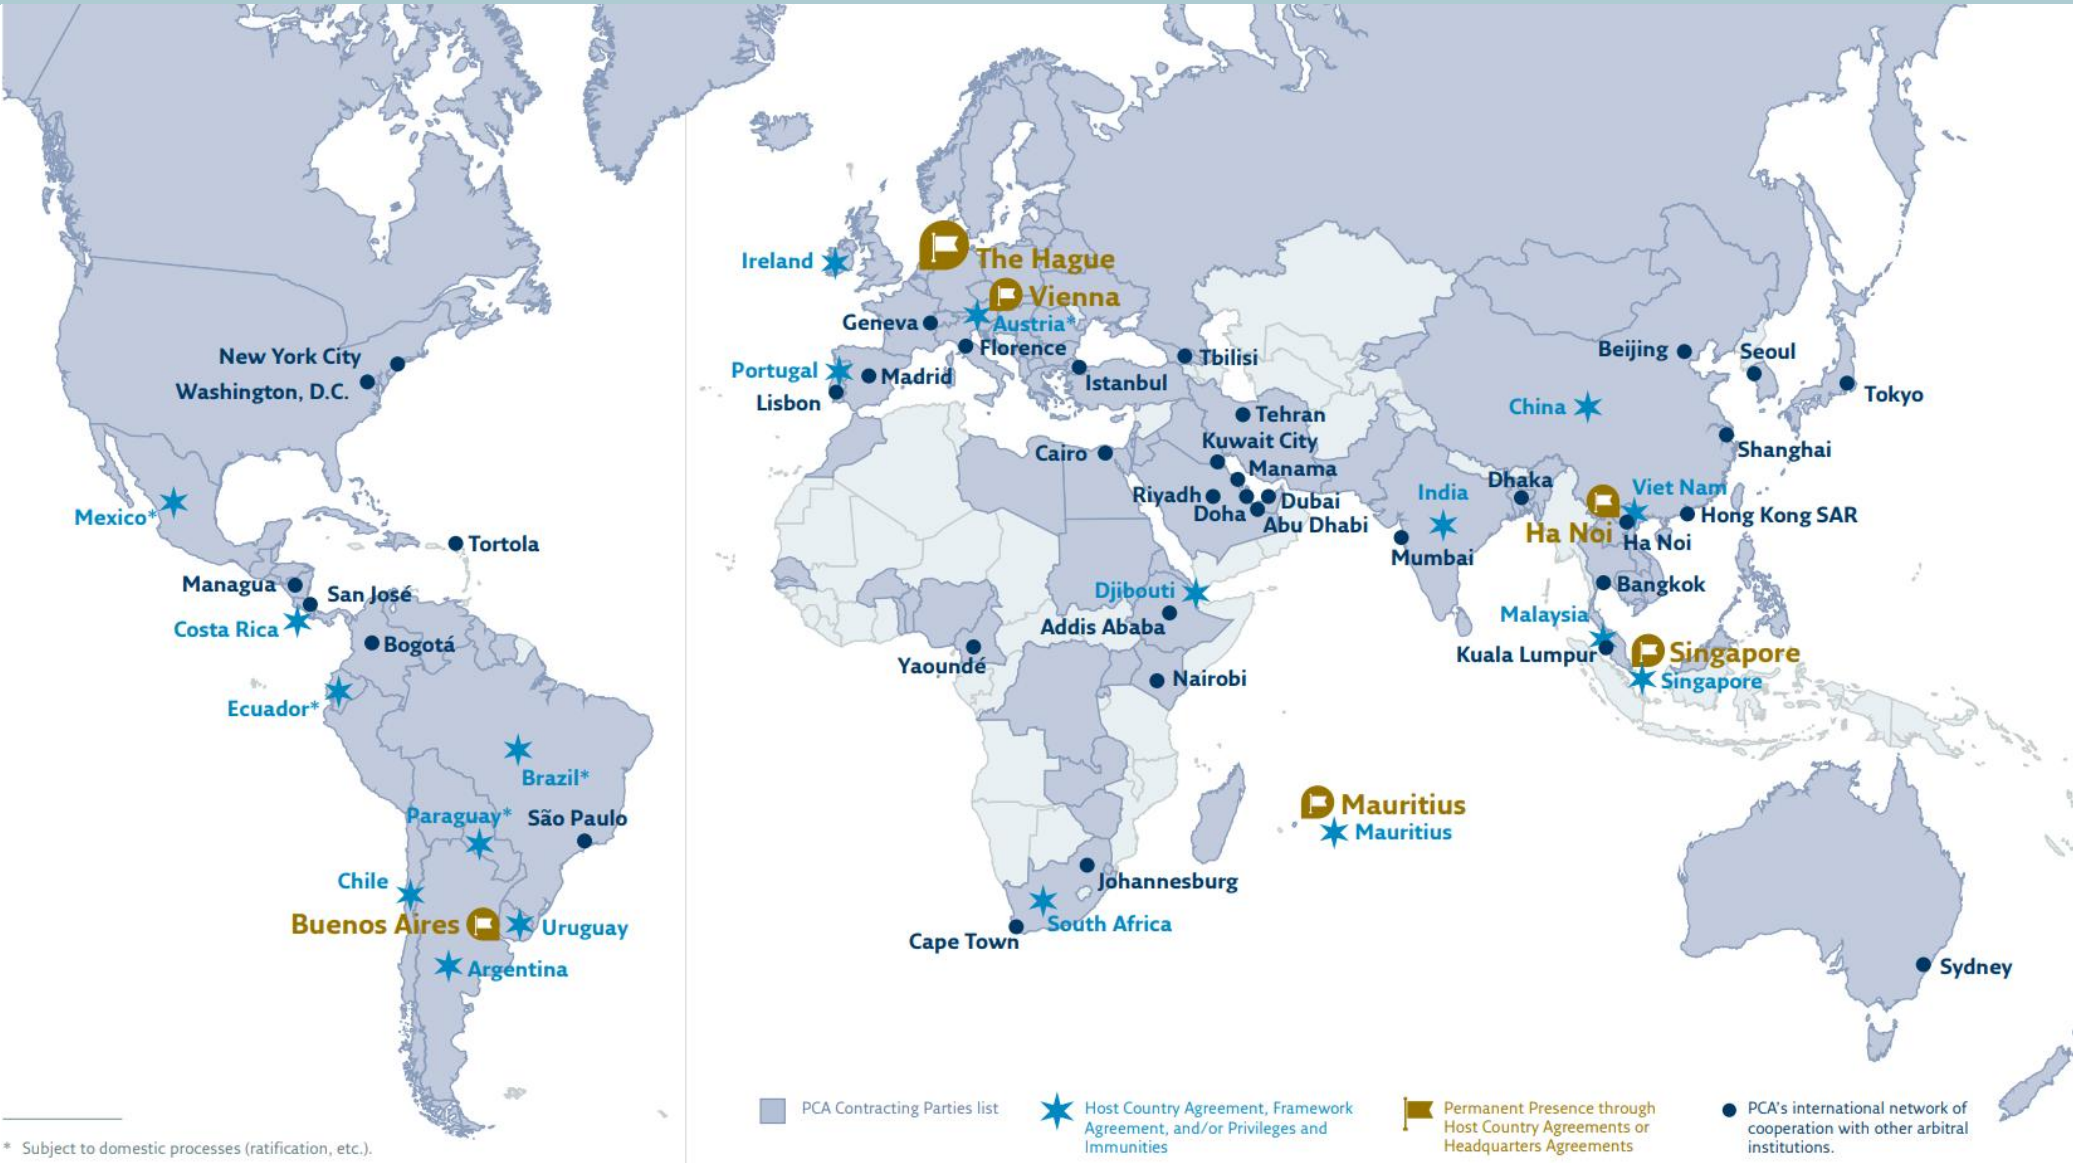 Ireland
The Hague
Vienna
Geneva
Austria*
Florence
New York City
Washington, D.C.
Portugal
Madrid
Lisbon
Istanbul
Tbilisi
Beijing
Seoul
Tokyo
China
Tehran
Kuwait City
Cairo
Manama
Shanghai
Riyadh
Doha
Dubai
Abu Dhabi
India
Dhaka
Viet Nam
Mexico*
Hong Kong SAR
Ha Noi
Ha Noi
Tortola
Mumbai
Managua
San José
Djibouti
Bangkok
Costa Rica
Addis Ababa
Malaysia
Bogotá
Yaoundé
Kuala Lumpur
Singapore
Nairobi
Singapore
Ecuador*
Brazil*
Paraguay*
São Paulo
Mauritius
Mauritius
Chile
Johannesburg
Buenos Aires
Uruguay
South Africa
Cape Town
Argentina
Sydney
PCA Contracting Parties list
Host Country Agreement, Framework
Agreement, and/or Privileges and
Immunities
Permanent Presence through
Host Country Agreements or
Headquarters Agreements
PCA's international network of
cooperation with other arbitral
institutions.
* Subject to domestic processes (ratification, etc.).